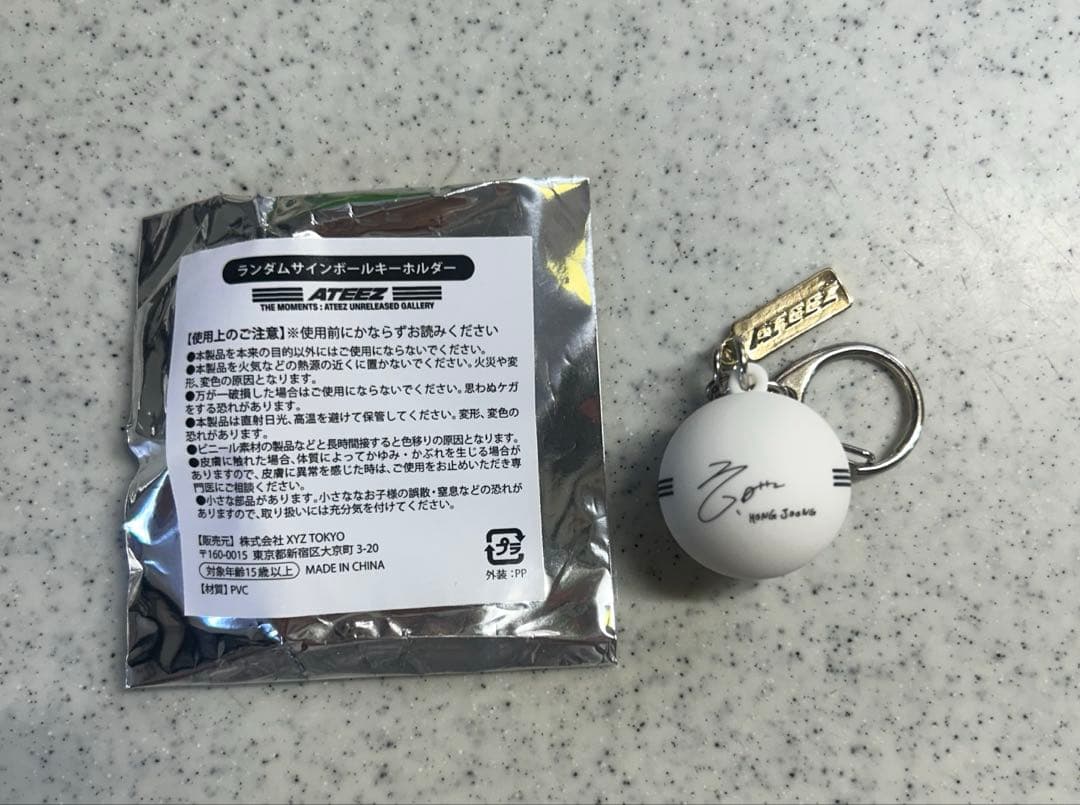 ランダムサインボールキーホルダー
ATEEZ
THE MOMENTS : ATEEZ UNRELEASED GALLERY
【使用上のご注意】※使用前にかならずお読みください
●本製品を本来の目的以外にはご使用にならないでください。
●本製品を火気などの熱源の近くに置かないでください。火災や変
形、変色の原因となります。
●万が一破損した場合はご使用にならないでください。思わぬケガ
をする恐れがあります。
●本製品は直射日光、高温を避けて保管してください。変形、変色の
恐れがあります。
●ビニール素材の製品などと長時間接すると色移りの原因となります。
●皮膚に触れた場合、体質によってかゆみ・かぶれを生じる場合が
ありますので、皮膚に異常を感じた時は、ご使用をお止めいただき専
門医にご相談ください。
●小さな部品があります。小さななお子様の誤飲・窒息などの恐れが
ありますので、取り扱いには充分気を付けてください。
【販売元】株式会社 XYZ TOKYO
〒160-0015 東京都新宿区大京町 3-20
対象年齢15歳以上 MADE IN CHINA
【材質】PVC
プラ
外装:PP
ATEEZ
HONG JOONG